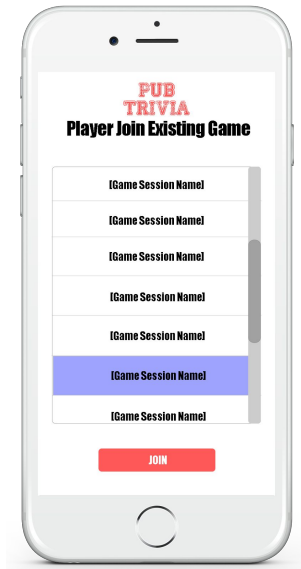 PUB
TRIVIA
Player Join Existing Game
[Game Session Name]
[Game Session Name]
[Game Session Name]
[Game Session Name]
[Game Session Name]
[Game Session Name]
[Game Session Name]
JOIN